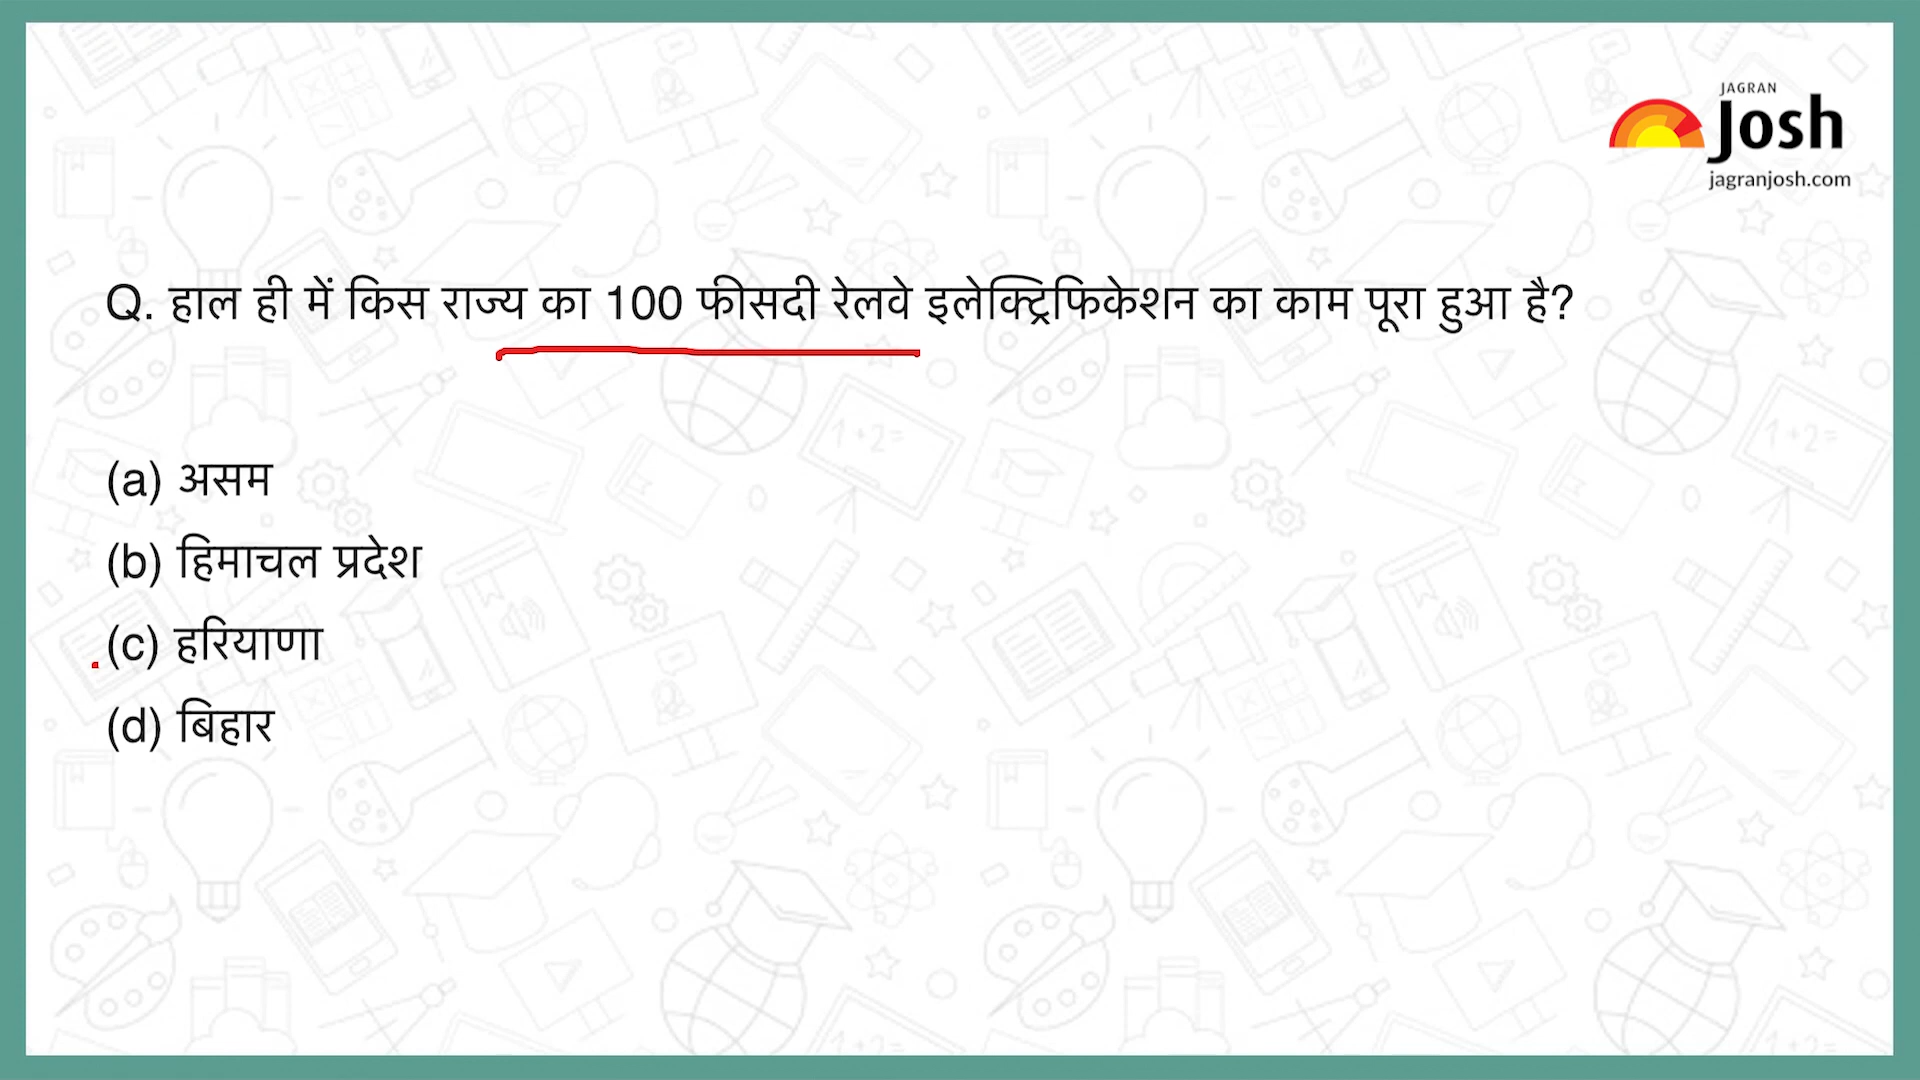 JAGRAN
Josh
jagranjosh.com
Q. हाल ही में किस राज्य का 100 फीसदी रेलवे इलेक्ट्रिफिकेशन का काम पूरा हुआ है?
(a) असम
(b) हिमाचल प्रदेश
(c) हरियाणा
(d) बिहार